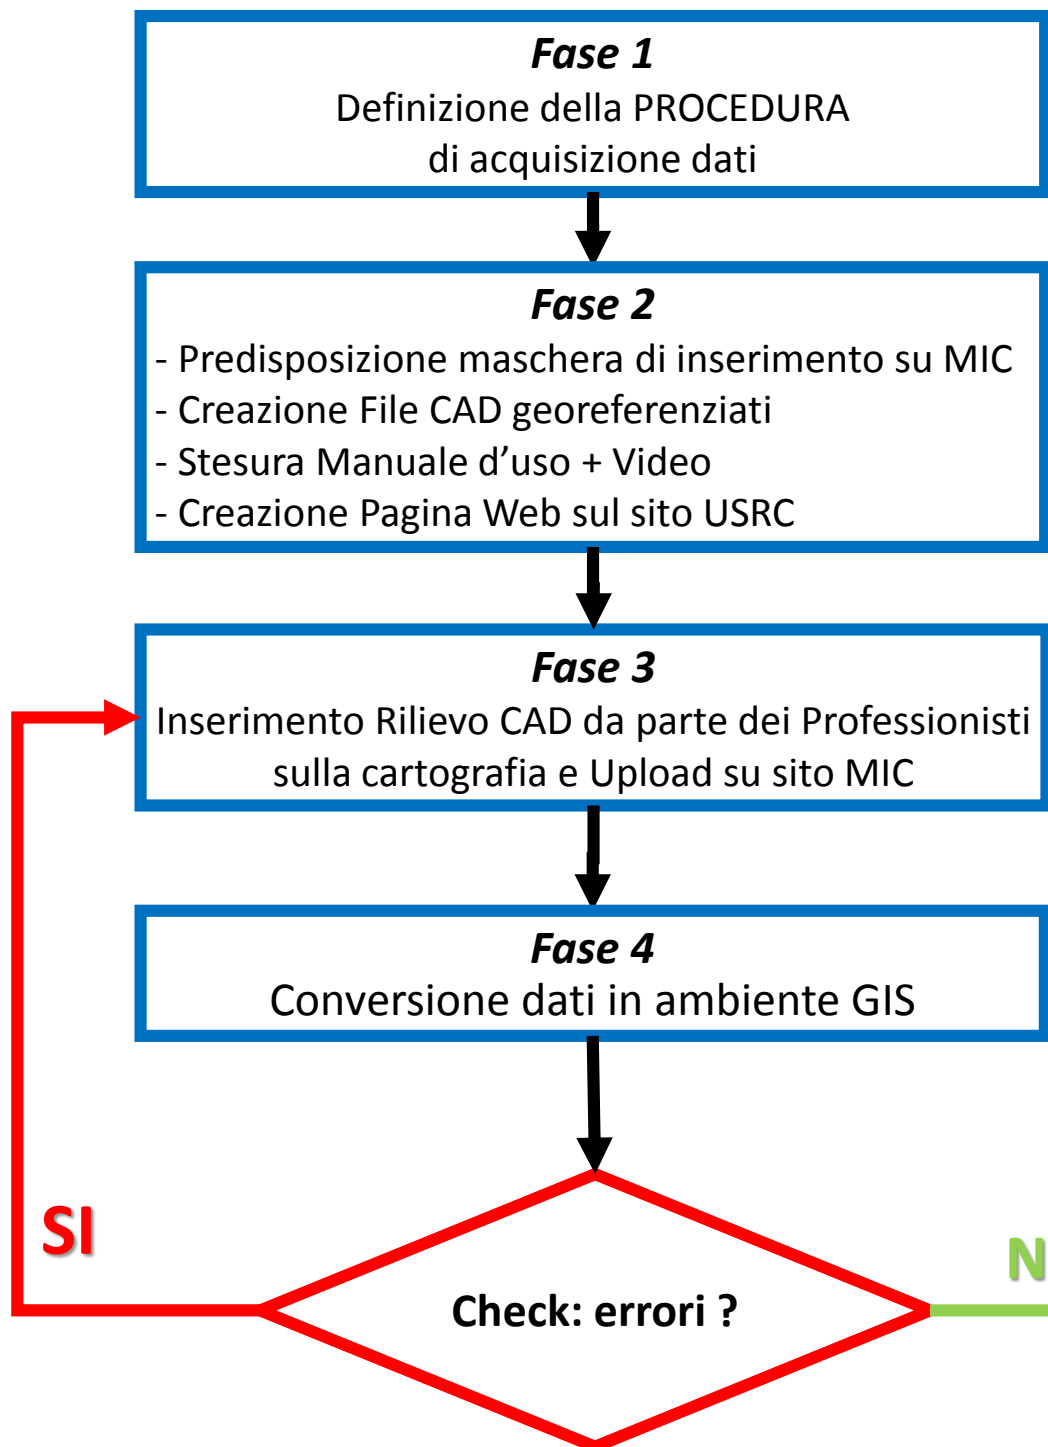 Fase 1
Definizione della PROCEDURA
di acquisizione dati
Fase 2
- Predisposizione maschera di inserimento su MIC
- Creazione File CAD georeferenziati
- Stesura Manuale d’uso + Video
- Creazione Pagina Web sul sito USRC
Fase 3
Inserimento Rilievo CAD da parte dei Professionisti
sulla cartografia e Upload su sito MIC
Fase 4
Conversione dati in ambiente GIS
SI
N
Check: errori ?